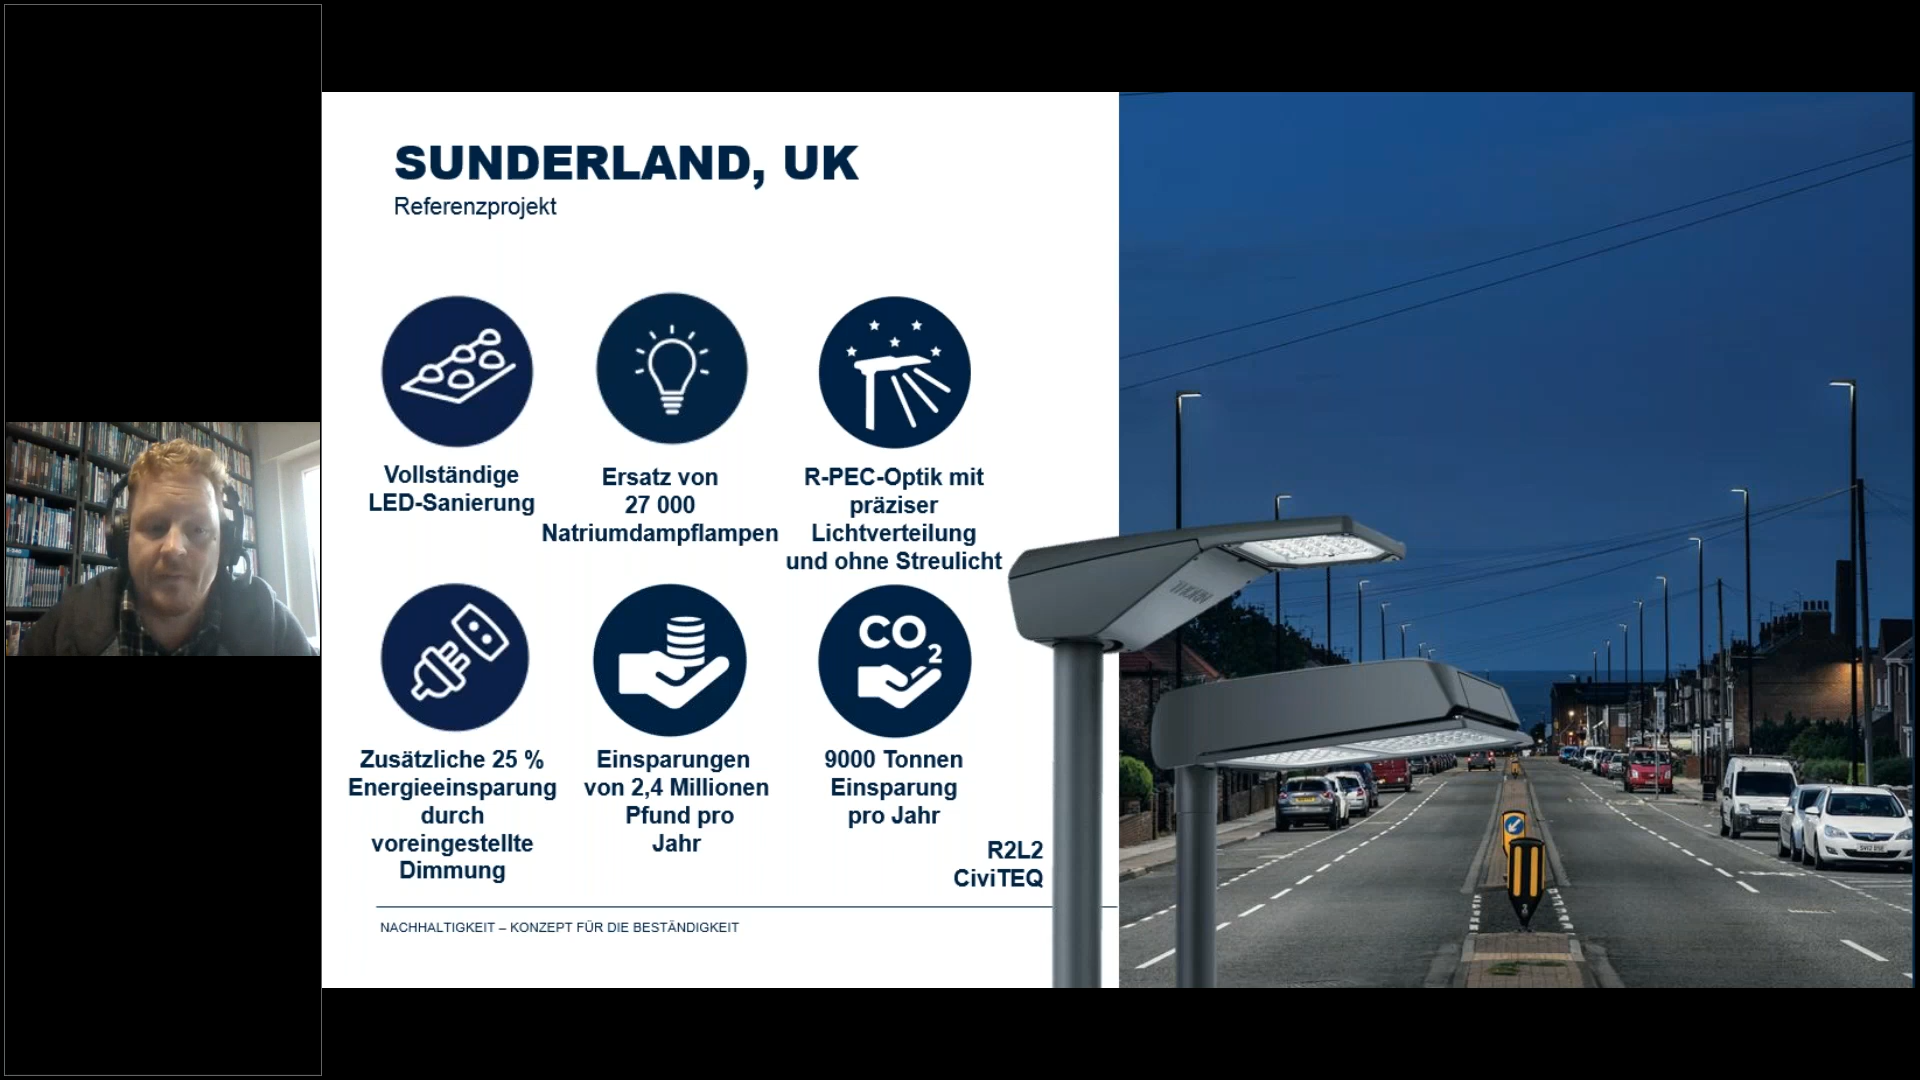 SUNDERLAND, UK
Referenzprojekt
Vollständige
LED-Sanierung
Ersatz von
27 000
Natriumdampflampen
R-PEC-Optik mit
präziser
Lichtverteilung
und ohne Streulicht
CO2
Zusätzliche 25 %
Energieeinsparung
durch
voreingestellte
Dimmung
Einsparungen
von 2,4 Millionen
Pfund pro
Jahr
9000 Tonnen
Einsparung
pro Jahr
R2L2
CiviTEQ
NACHHALTIGKEIT – KONZEPT FÜR DIE BESTÄNDIGKEIT
THORN